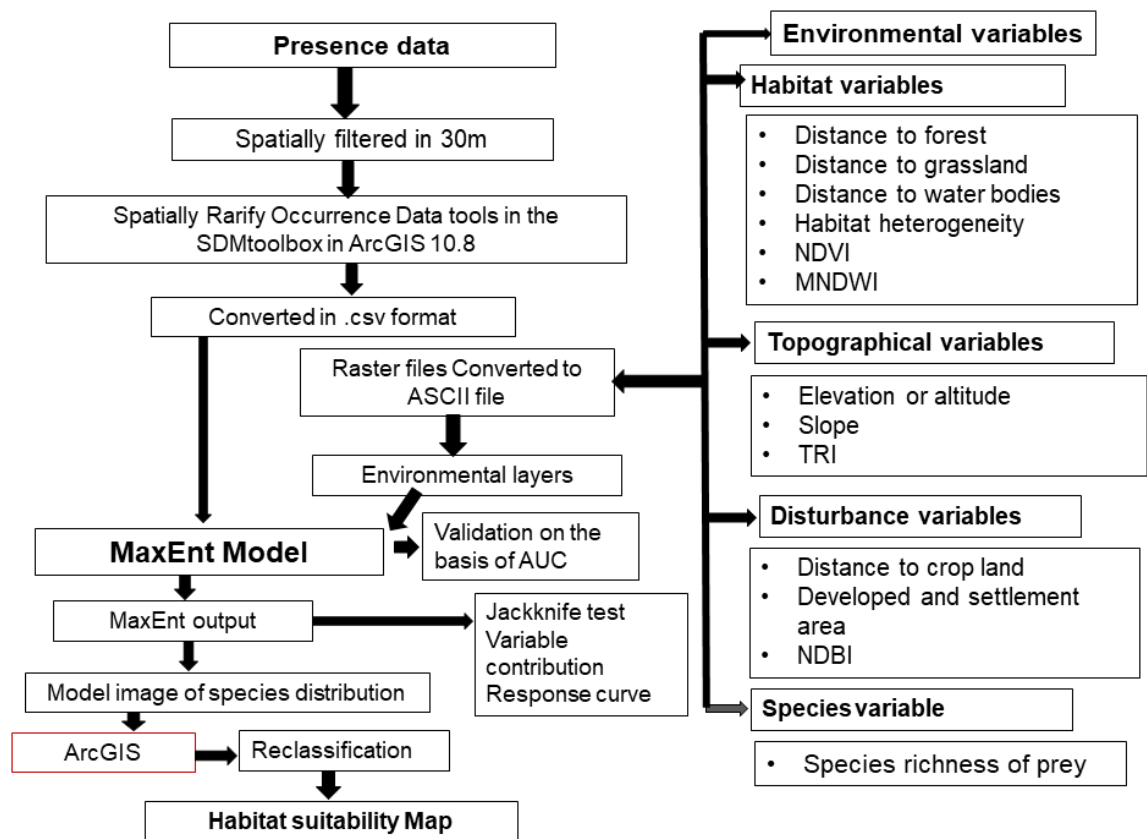 Presence data
Spatially filtered in 30m
Spatially Rarify Occurrence Data tools in the
SDMtoolbox in ArcGIS 10.8
Converted in .csv format
Raster files Converted to
ASCII file
Environmental layers
MaxEnt Model
Validation on the
basis of AUC
MaxEnt output
Jackknife test
Variable
contribution
Response curve
Model image of species distribution
ArcGIS
Reclassification
Habitat suitability Map
Environmental variables
Habitat variables
• Distance to forest
• Distance to grassland
• Distance to water bodies
• Habitat heterogeneity
• NDVI
• MNDWI
Topographical variables
• Elevation or altitude
• Slope
• TRI
Disturbance variables
• Distance to crop land
• Developed and settlement
area
• NDBI
Species variable
• Species richness of prey